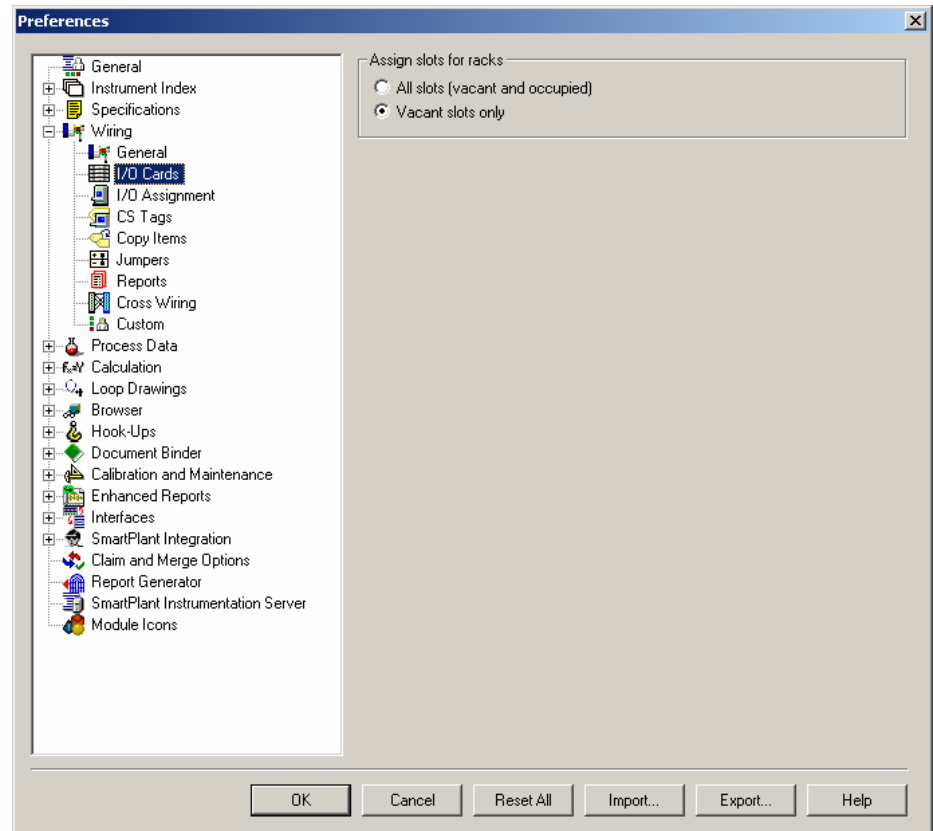 Preferences
General
Instrument Index
Specifications
Wiring
General
I/O Cards
I/O Assignment
CS Tags
Copy Items
Jumpers
Reports
Cross Wiring
Custom
Process Data
Calculation
Loop Drawings
Browser
Hook-Ups
Document Binder
Calibration and Maintenance
Enhanced Reports
Interfaces
SmartPlant Integration
Claim and Merge Options
Report Generator
SmartPlant Instrumentation Server
Module Icons
Assign slots for racks
All slots (vacant and occupied)
Vacant slots only
OK Cancel Reset All Import... Export... Help